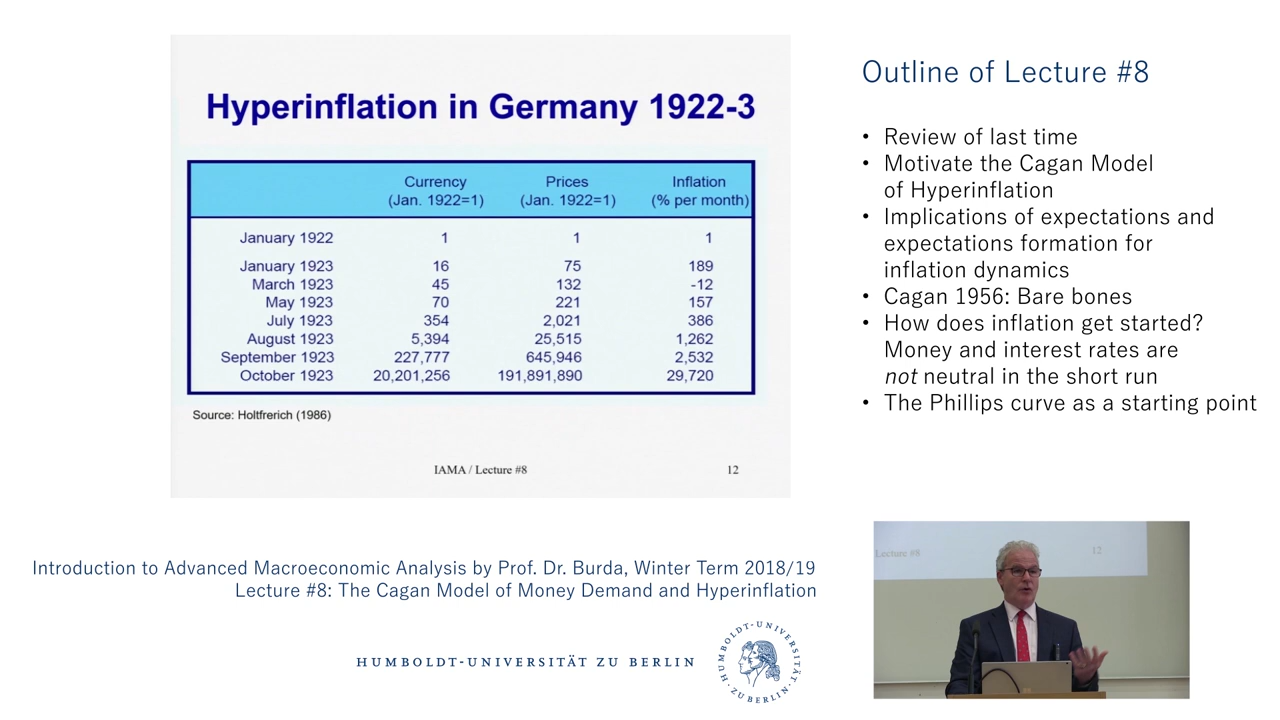 Hyperinflation in Germany 1922-3
Currency Prices Inflation
(Jan. 1922=1) (Jan. 1922=1) (% per month)
January 1922 1 1 1
January 1923 16 75 189
March 1923 45 132 -12
May 1923 70 221 157
July 1923 354 2,021 386
August 1923 5,394 25,515 1,262
September 1923 227,777 645,946 2,532
October 1923 20,201,256 191,891,890 29,720
Source: Holtfrerich (1986)
IAMA / Lecture #8 12
Outline of Lecture #8
• Review of last time
• Motivate the Cagan Model
of Hyperinflation
• Implications of expectations and
expectations formation for
inflation dynamics
• Cagan 1956: Bare bones
• How does inflation get started?
Money and interest rates are
not neutral in the short run
• The Phillips curve as a starting point
Lecture #8 12
Introduction to Advanced Macroeconomic Analysis by Prof. Dr. Burda, Winter Term 2018/19
Lecture #8: The Cagan Model of Money Demand and Hyperinflation
HUMBOLDT-UNIVERSITÄT ZU BERLIN
HUMBOLDT-UNIVERSITÄT · ZU BERLIN ·